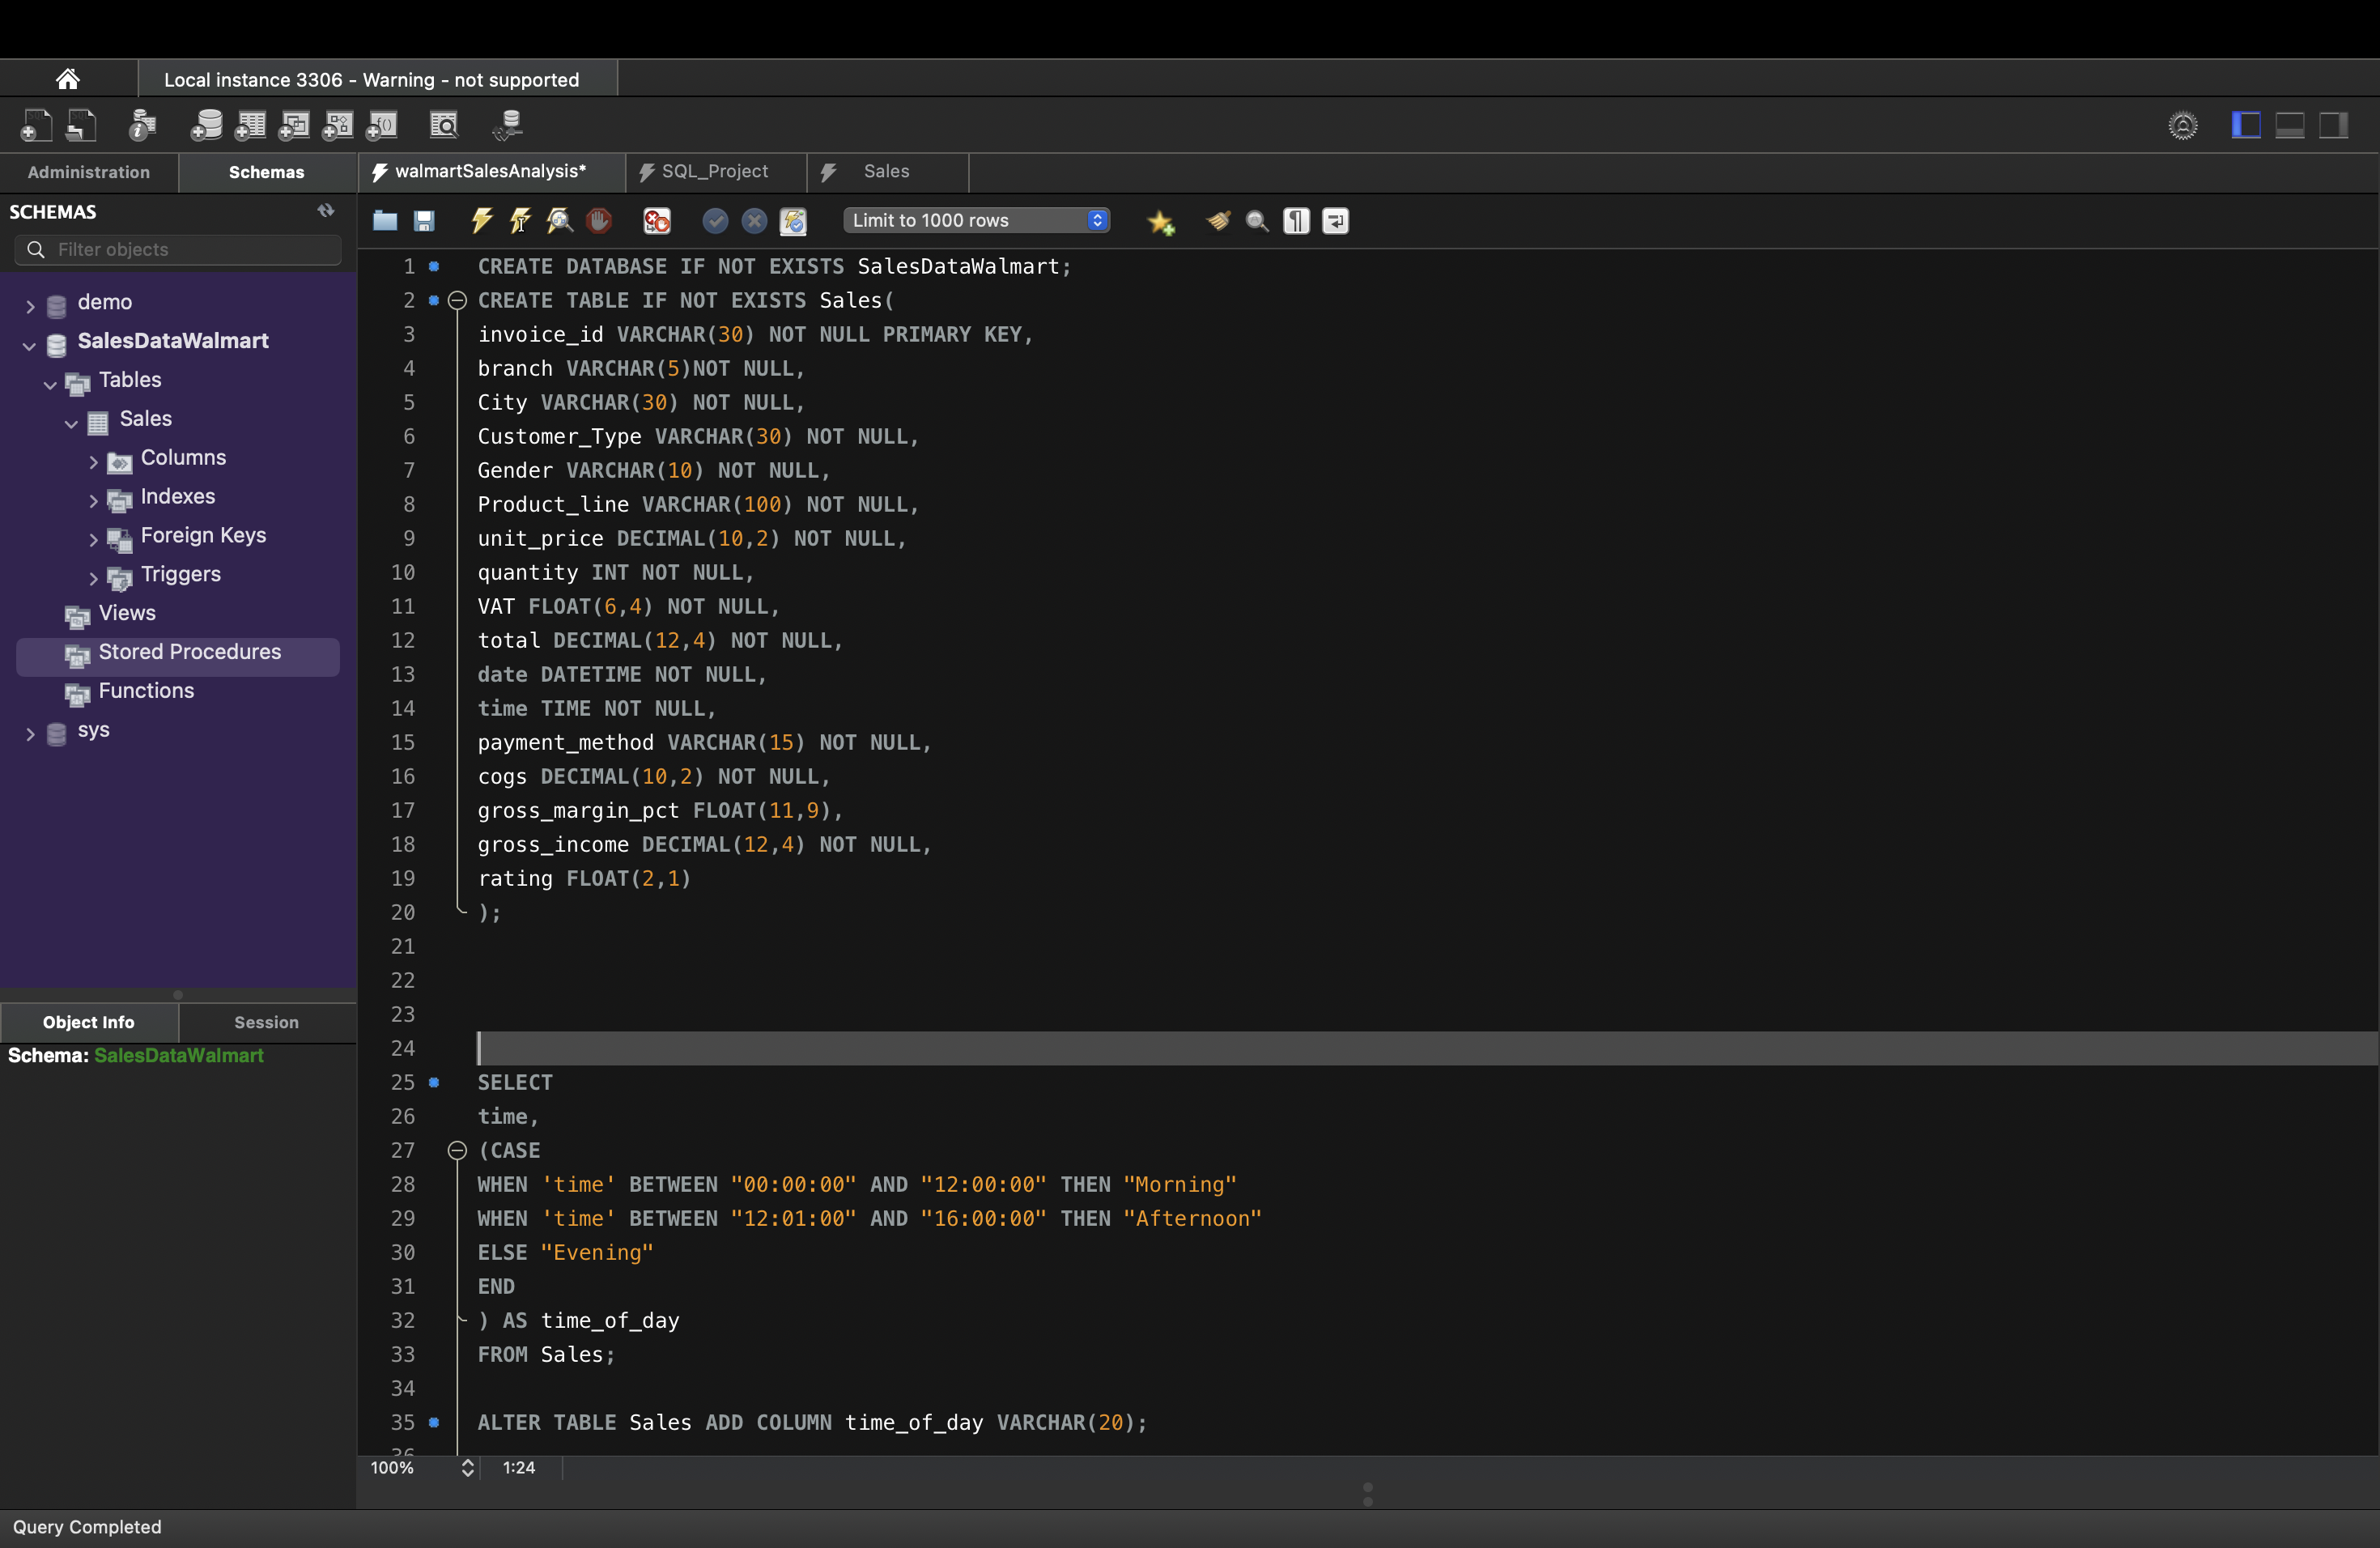 Local instance 3306 - Warning - not supported
Administration
Schemas
walmartSalesAnalysis*
SQL_Project
Sales
SCHEMAS
Filter objects
Limit to 1000 rows
demo
SalesDataWalmart
Tables
Sales
Columns
Indexes
Foreign Keys
Triggers
Views
Stored Procedures
Functions
sys
Object Info
Session
Schema: SalesDataWalmart
1 CREATE DATABASE IF NOT EXISTS SalesDataWalmart;
2 CREATE TABLE IF NOT EXISTS Sales(
3 invoice_id VARCHAR(30) NOT NULL PRIMARY KEY,
4 branch VARCHAR(5)NOT NULL,
5 City VARCHAR(30) NOT NULL,
6 Customer_Type VARCHAR(30) NOT NULL,
7 Gender VARCHAR(10) NOT NULL,
8 Product_line VARCHAR(100) NOT NULL,
9 unit_price DECIMAL(10,2) NOT NULL,
10 quantity INT NOT NULL,
11 VAT FLOAT(6,4) NOT NULL,
12 total DECIMAL(12,4) NOT NULL,
13 date DATETIME NOT NULL,
14 time TIME NOT NULL,
15 payment_method VARCHAR(15) NOT NULL,
16 cogs DECIMAL(10,2) NOT NULL,
17 gross_margin_pct FLOAT(11,9),
18 gross_income DECIMAL(12,4) NOT NULL,
19 rating FLOAT(2,1)
20 );
21
22
23
24
25 SELECT
26 time,
27 (CASE
28 WHEN 'time' BETWEEN "00:00:00" AND "12:00:00" THEN "Morning"
29 WHEN 'time' BETWEEN "12:01:00" AND "16:00:00" THEN "Afternoon"
30 ELSE "Evening"
31 END
32 ) AS time_of_day
33 FROM Sales;
34
35 ALTER TABLE Sales ADD COLUMN time_of_day VARCHAR(20);
36
100%
1:24
Query Completed